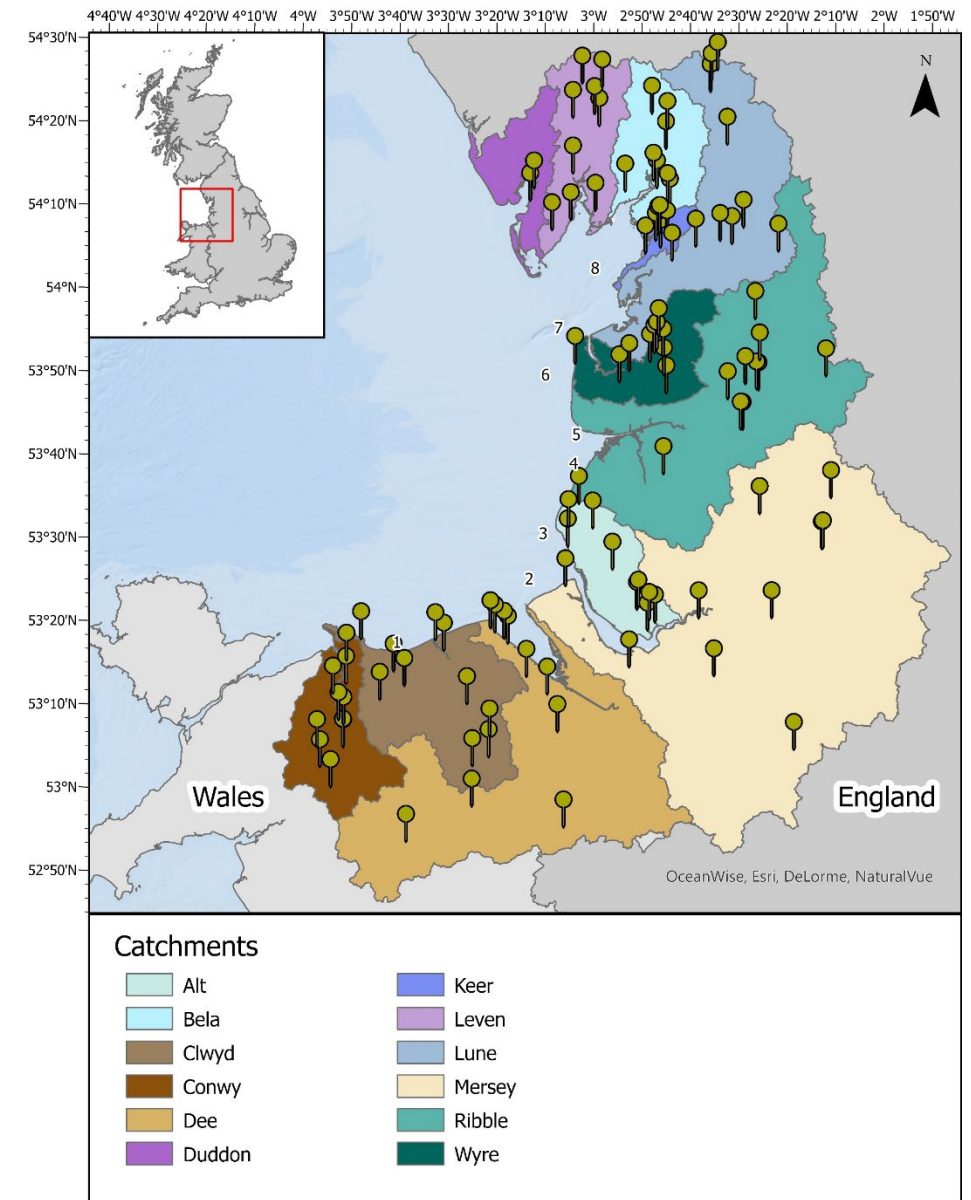 4°40'W 4°30'W 4°20'W 4°10'W 4°W 3°50'W 3°40'W 3°30'W 3°20'W 3°10'W 3°W 2°50'W 2°40'W 2°30'W 2°20'W 2°10'W 2°W 1°50'W
54°30'N
N
54°20'N
54°10'N
8
54°N
7
53°50'N
6
5
53°40'N
4
53°30'N
3
2
53°20'N
1
53°10'N
53°N
Wales
England
52°50'N
OceanWise, Esri, DeLorme, NaturalVue
Catchments
Alt
Bela
Clwyd
Conwy
Dee
Duddon
Keer
Leven
Lune
Mersey
Ribble
Wyre